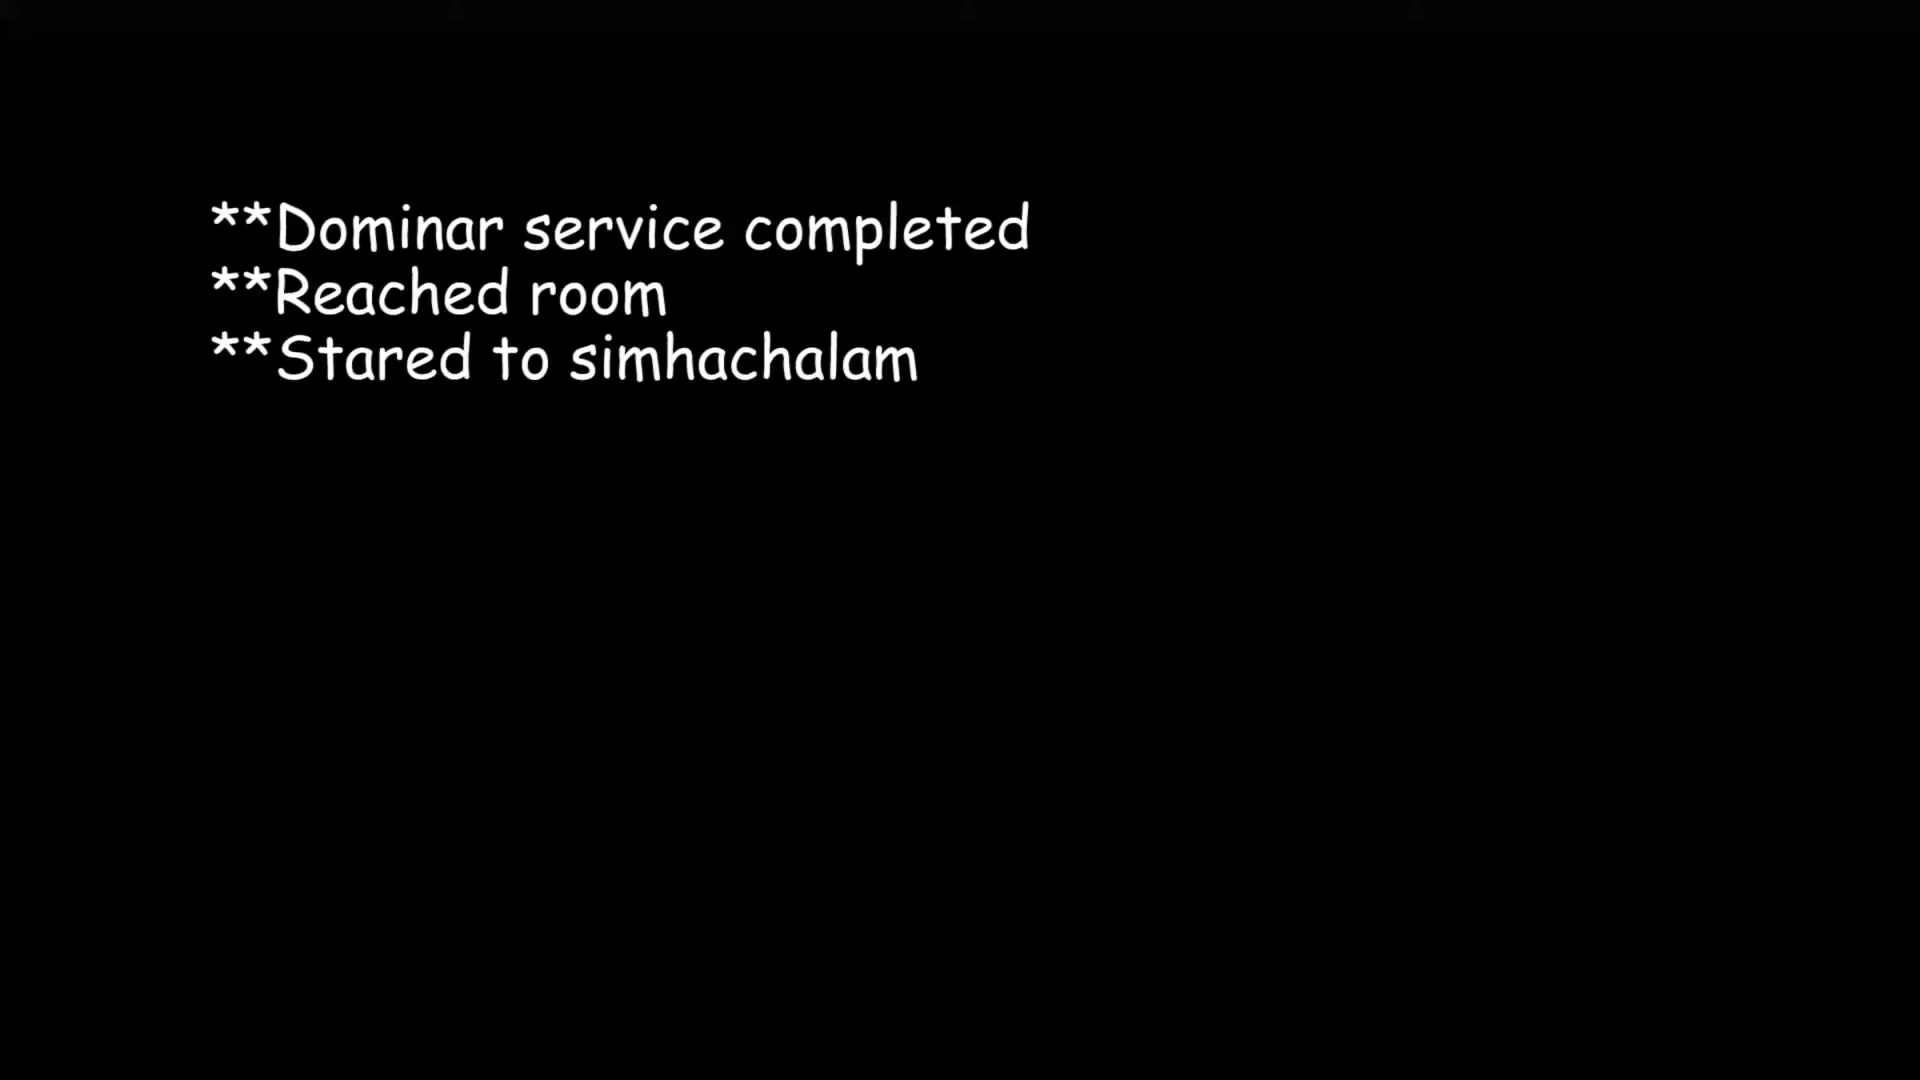 **Dominar service completed
**Reached room
**Stared to simhachalam